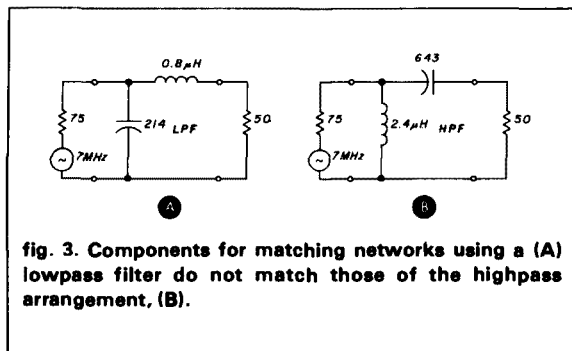 0.8µH
75
214 LPF
50
7MHz
A
643
75
2.4µH HPF
50
7MHz
B
fig. 3. Components for matching networks using a (A)
lowpass filter do not match those of the highpass
arrangement, (B).